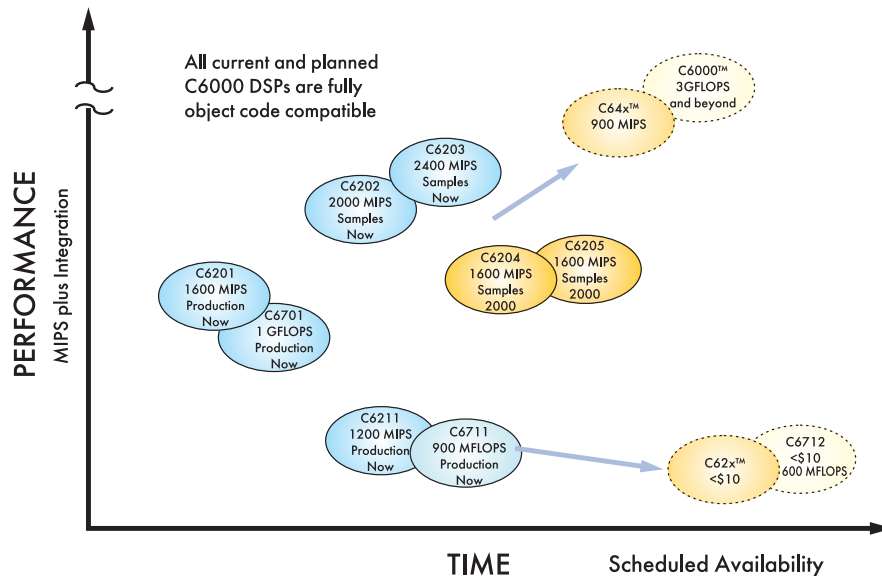 All current and planned
C6000 DSPs are fully
object code compatible
C6000™
3GFLOPS
and beyond
C64x™
900 MIPS
C6203
2400 MIPS
Samples
Now
C6202
2000 MIPS
Samples
Now
C6204
1600 MIPS
Samples
2000
C6205
1600 MIPS
Samples
2000
C6201
1600 MIPS
Production
Now
C6701
1 GFLOPS
Production
Now
C6211
1200 MIPS
Production
Now
C6711
900 MFLOPS
Production
Now
C62x™
<$10
C6712
<$10
600 MFLOPS
PERFORMANCE
MIPS plus Integration
TIME
Scheduled Availability